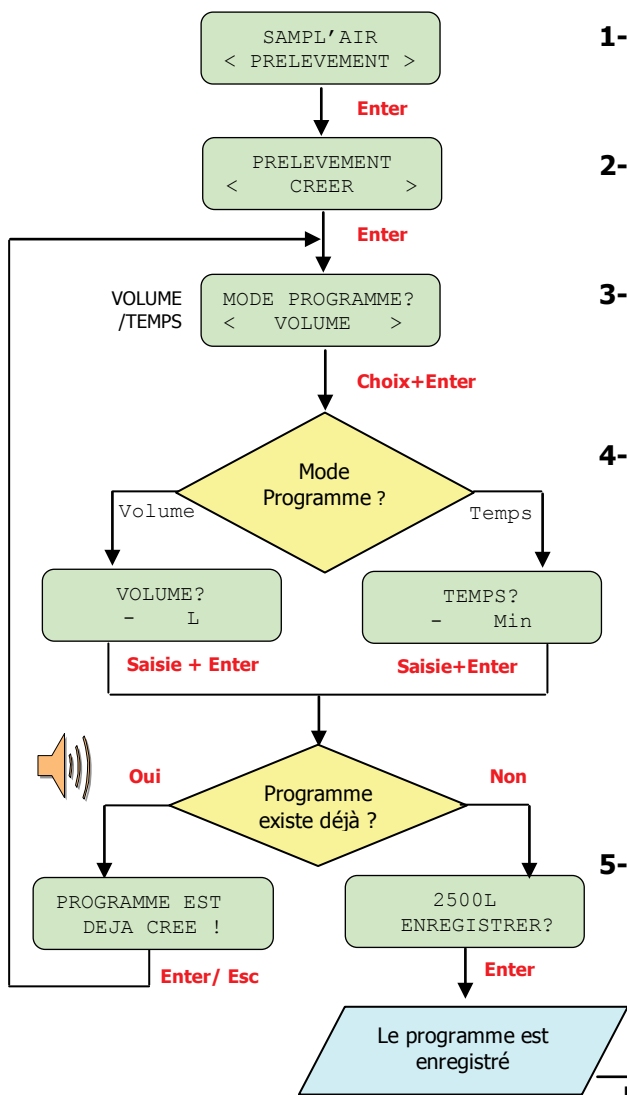 SAMPL'AIR
1-
< PRELEVEMENT >
Enter
PRELEVEMENT
2-
< CREER >
Enter
VOLUME
/TEMPS
MODE PROGRAMME?
3-
< VOLUME >
Choix+Enter
Mode
Programme ?
4-
Volume
Temps
VOLUME?
- L
TEMPS?
- Min
Saisie + Enter
Saisie+Enter
Oui
Non
Programme
existe déjà ?
PROGRAMME EST
DEJA CREE !
2500L
ENREGISTRER?
5-
Enter/ Esc
Enter
Le programme est
enregistré